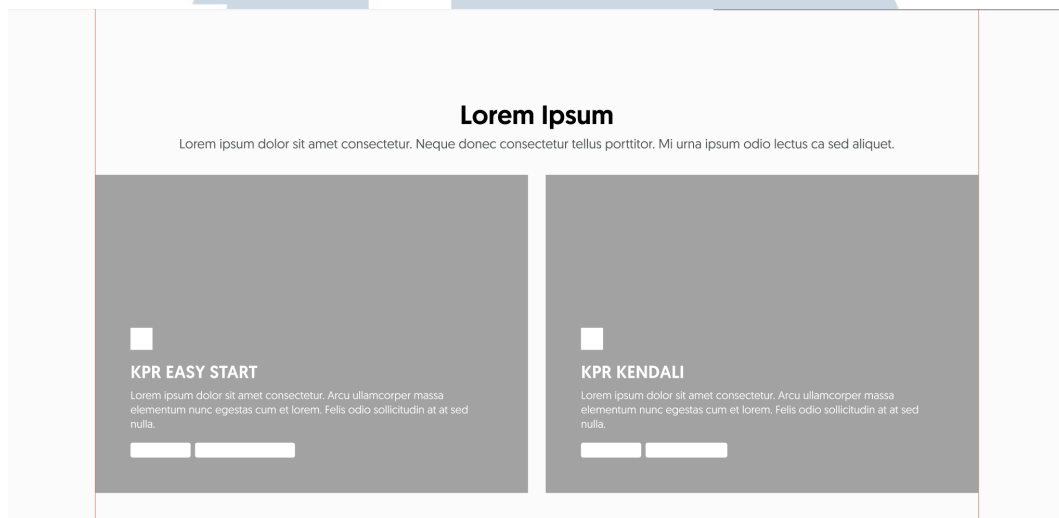 Lorem Ipsum
Lorem ipsum dolor sit amet consectetur. Neque donec consectetur tellus porttitor. Mi urna ipsum odio lectus ca sed aliquet.
KPR EASY START
Lorem ipsum dolor sit amet consectetur. Arcu ullamcorper massa
elementum nunc egestas cum et lorem. Felis odio sollicitudin at at sed
nulla.
KPR KENDALI
Lorem ipsum dolor sit amet consectetur. Arcu ullamcorper massa
elementum nunc egestas cum et lorem. Felis odio sollicitudin at at sed
nulla.